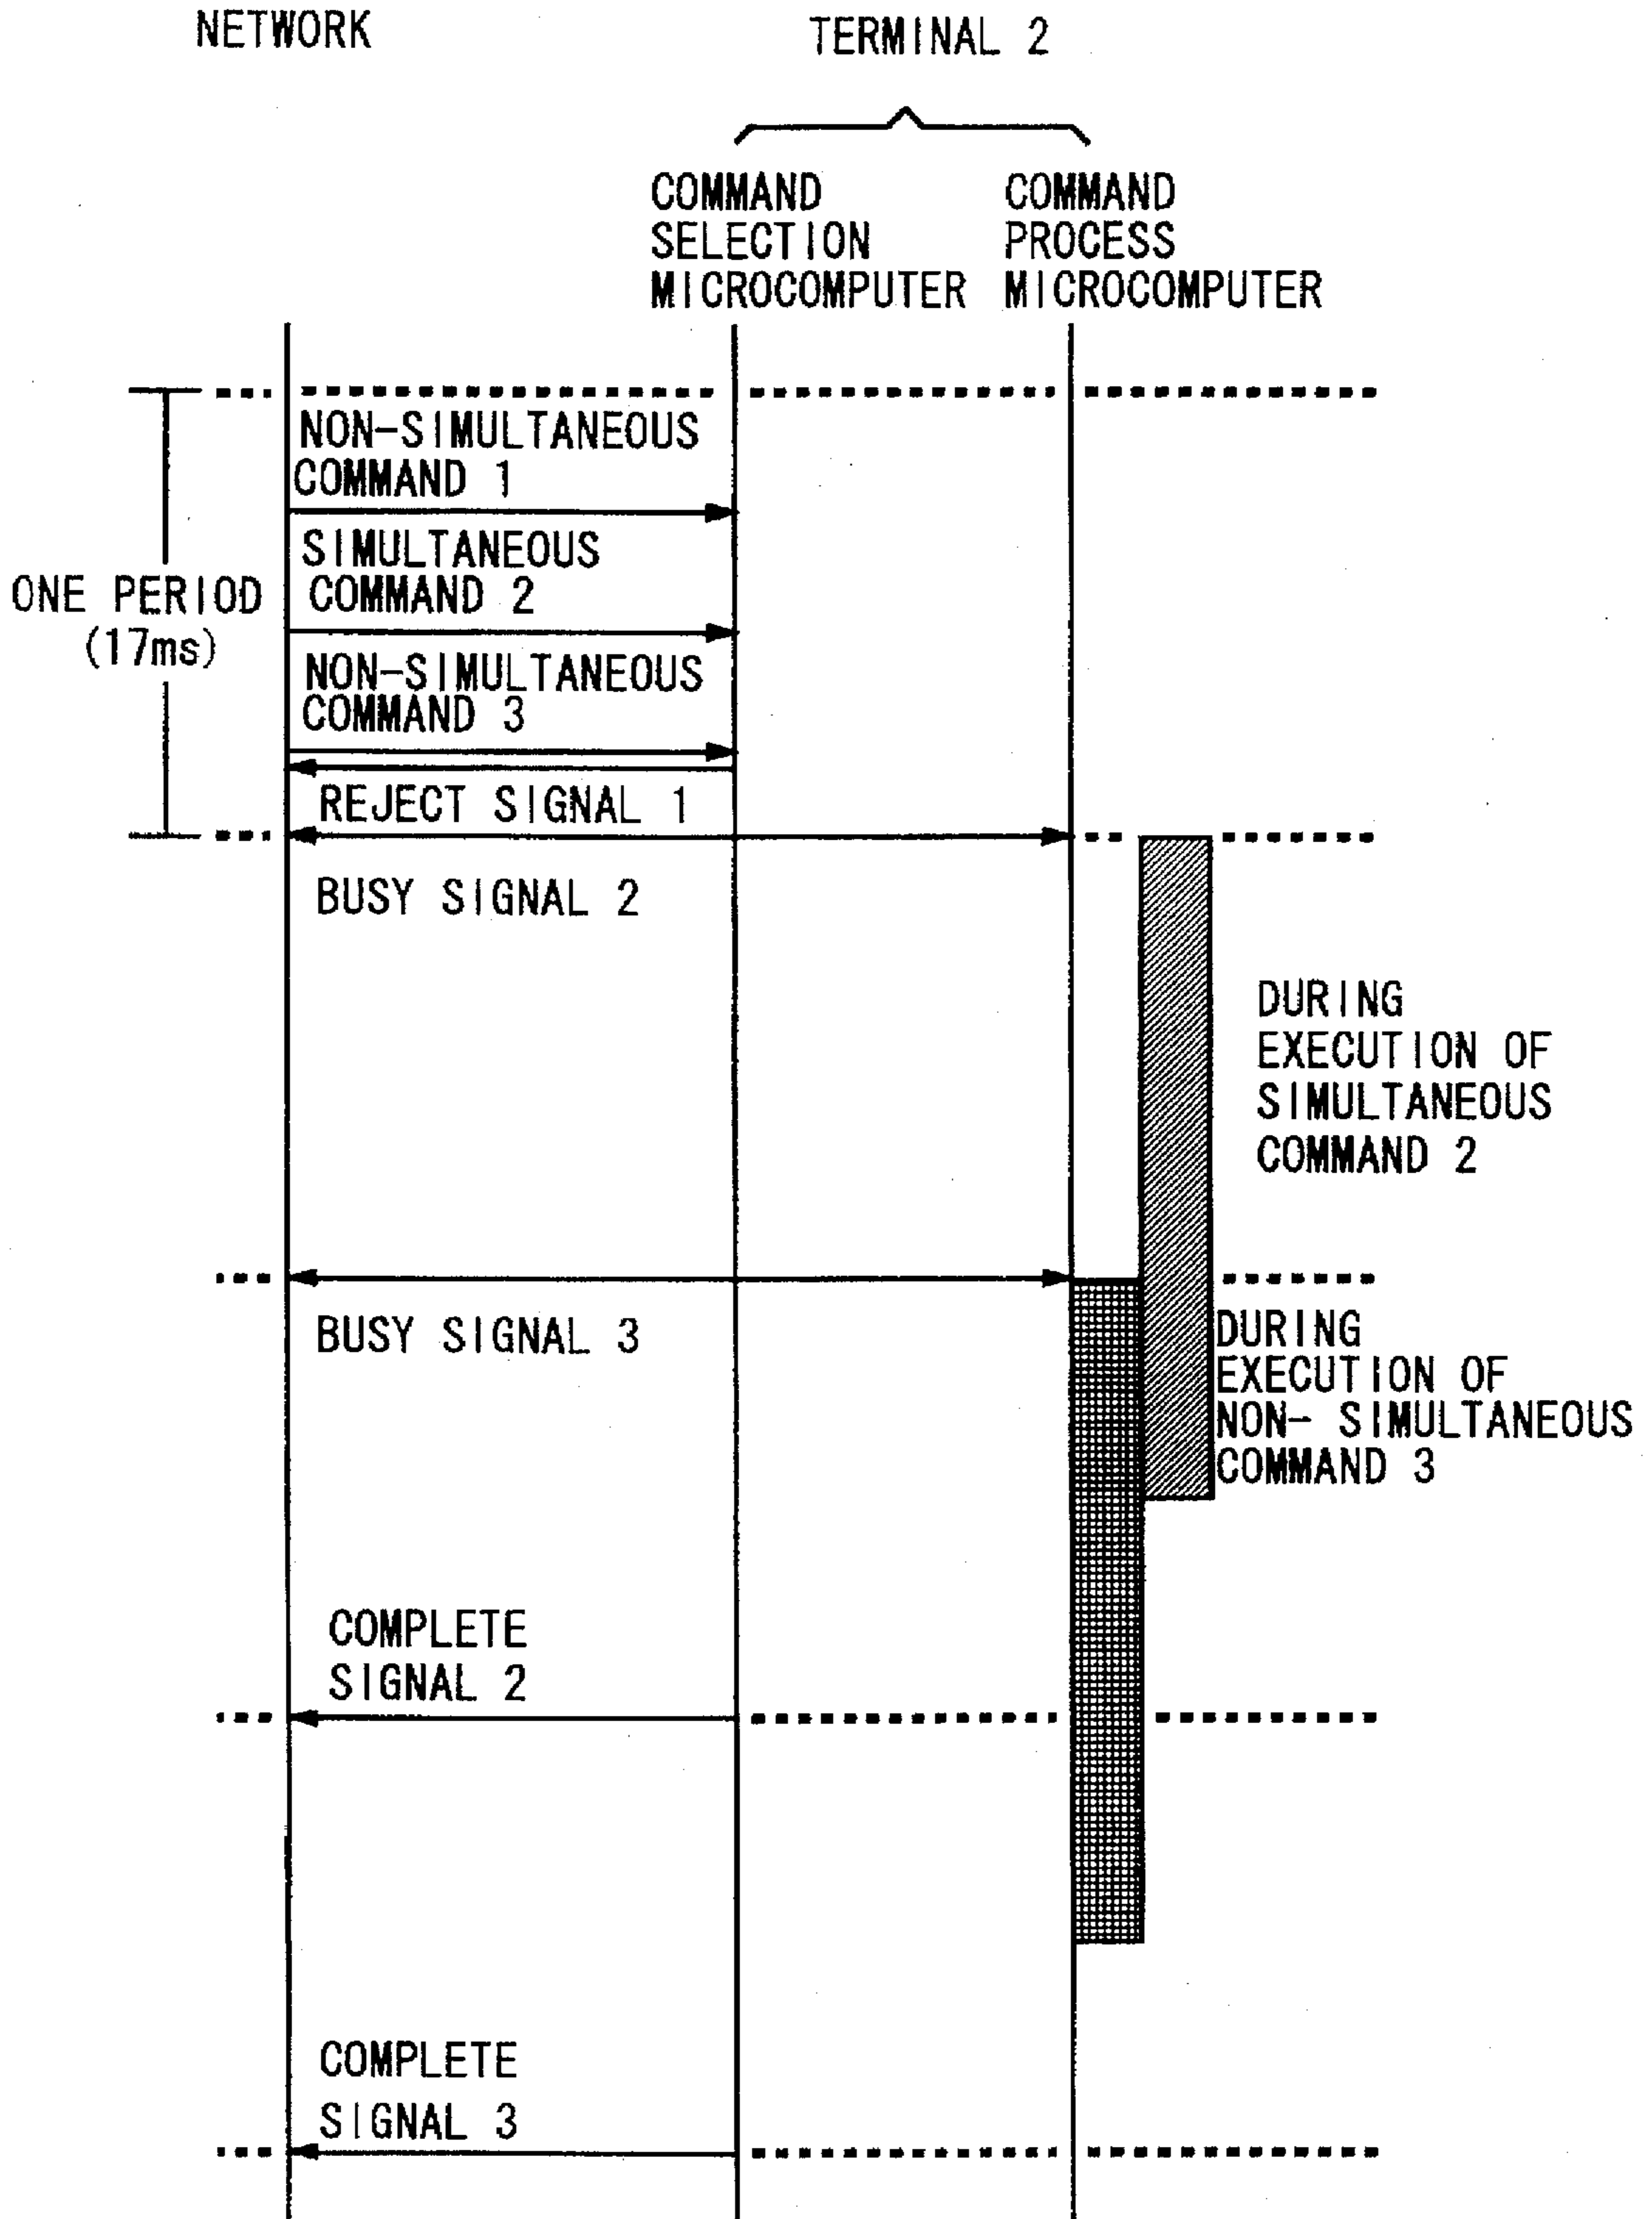 NETWORK
TERMINAL 2
COMMAND
SELECTION
MICROCOMPUTER
COMMAND
PROCESS
MICROCOMPUTER
NON-SIMULTANEOUS
COMMAND 1
SIMULTANEOUS
COMMAND 2
ONE PERIOD
(17ms)
NON-SIMULTANEOUS
COMMAND 3
REJECT SIGNAL 1
BUSY SIGNAL 2
DURING
EXECUTION OF
SIMULTANEOUS
COMMAND 2
BUSY SIGNAL 3
DURING
EXECUTION OF
NON- SIMULTANEOUS
COMMAND 3
COMPLETE
SIGNAL 2
COMPLETE
SIGNAL 3